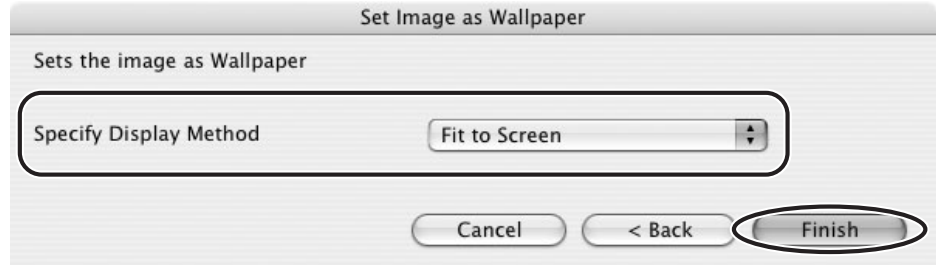 Set Image as Wallpaper
Sets the image as Wallpaper
Specify Display Method Fit to Screen
Cancel < Back Finish